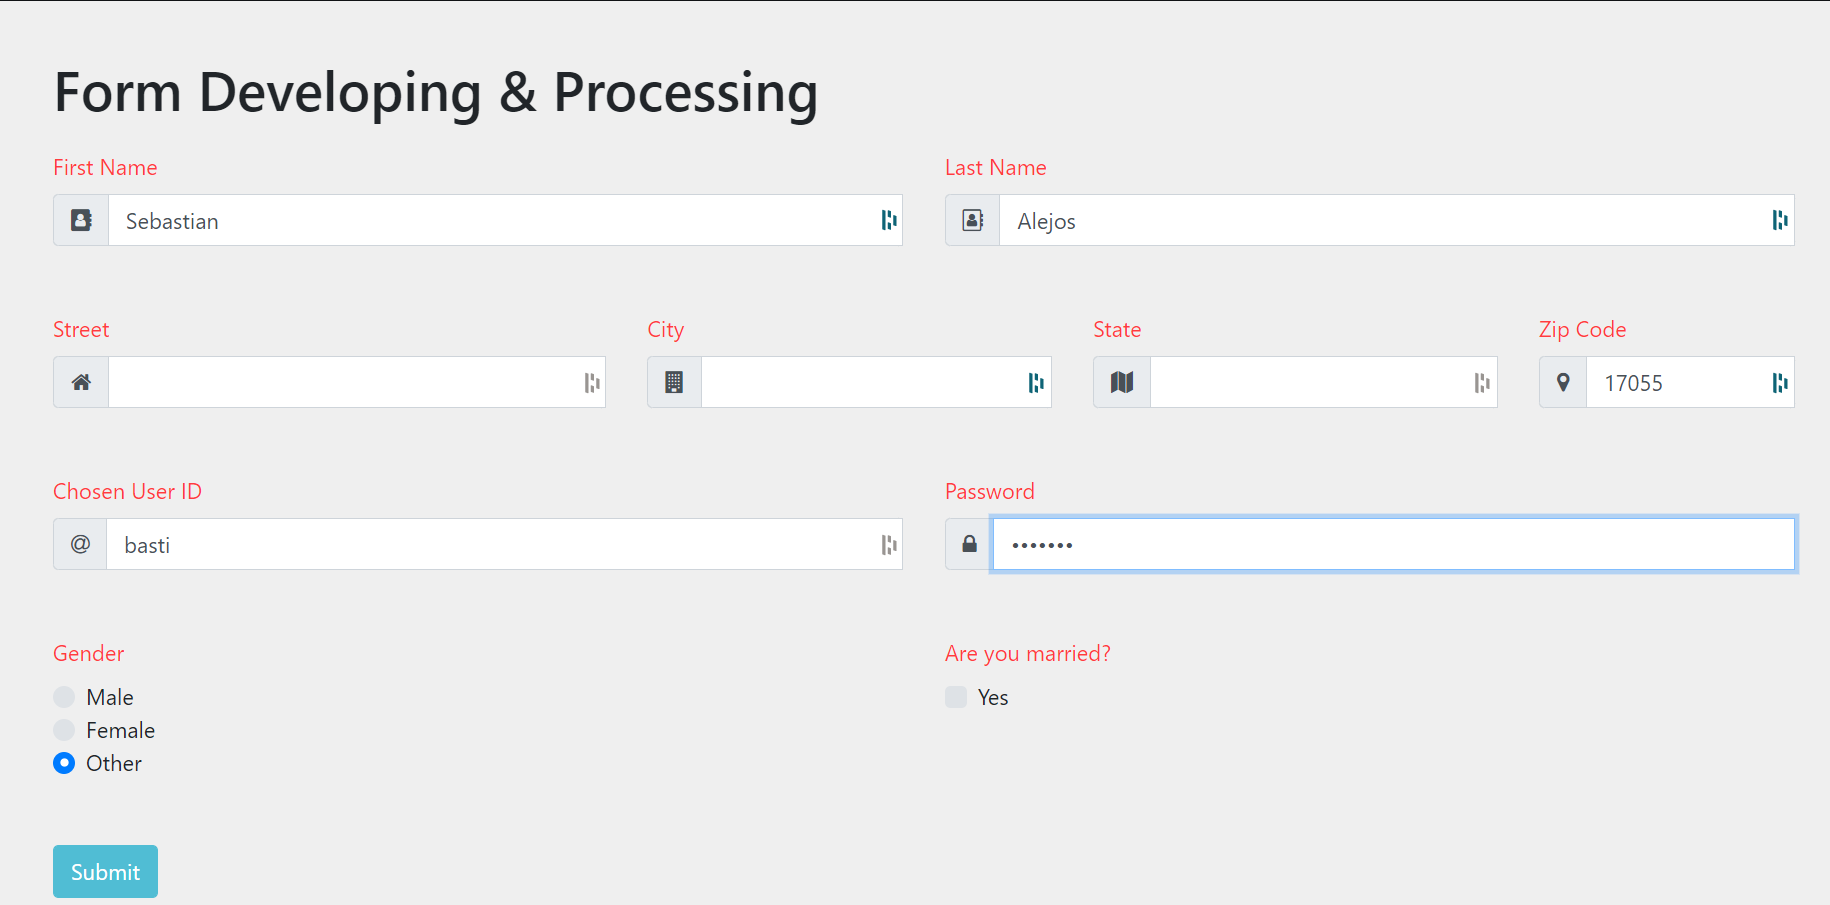 Form Developing & Processing
First Name Last Name
Sebastian Alejos
Street City State Zip Code
17055
Chosen User ID Password
@ basti •••••••
Gender Are you married?
Male Yes
Female
Other
Submit